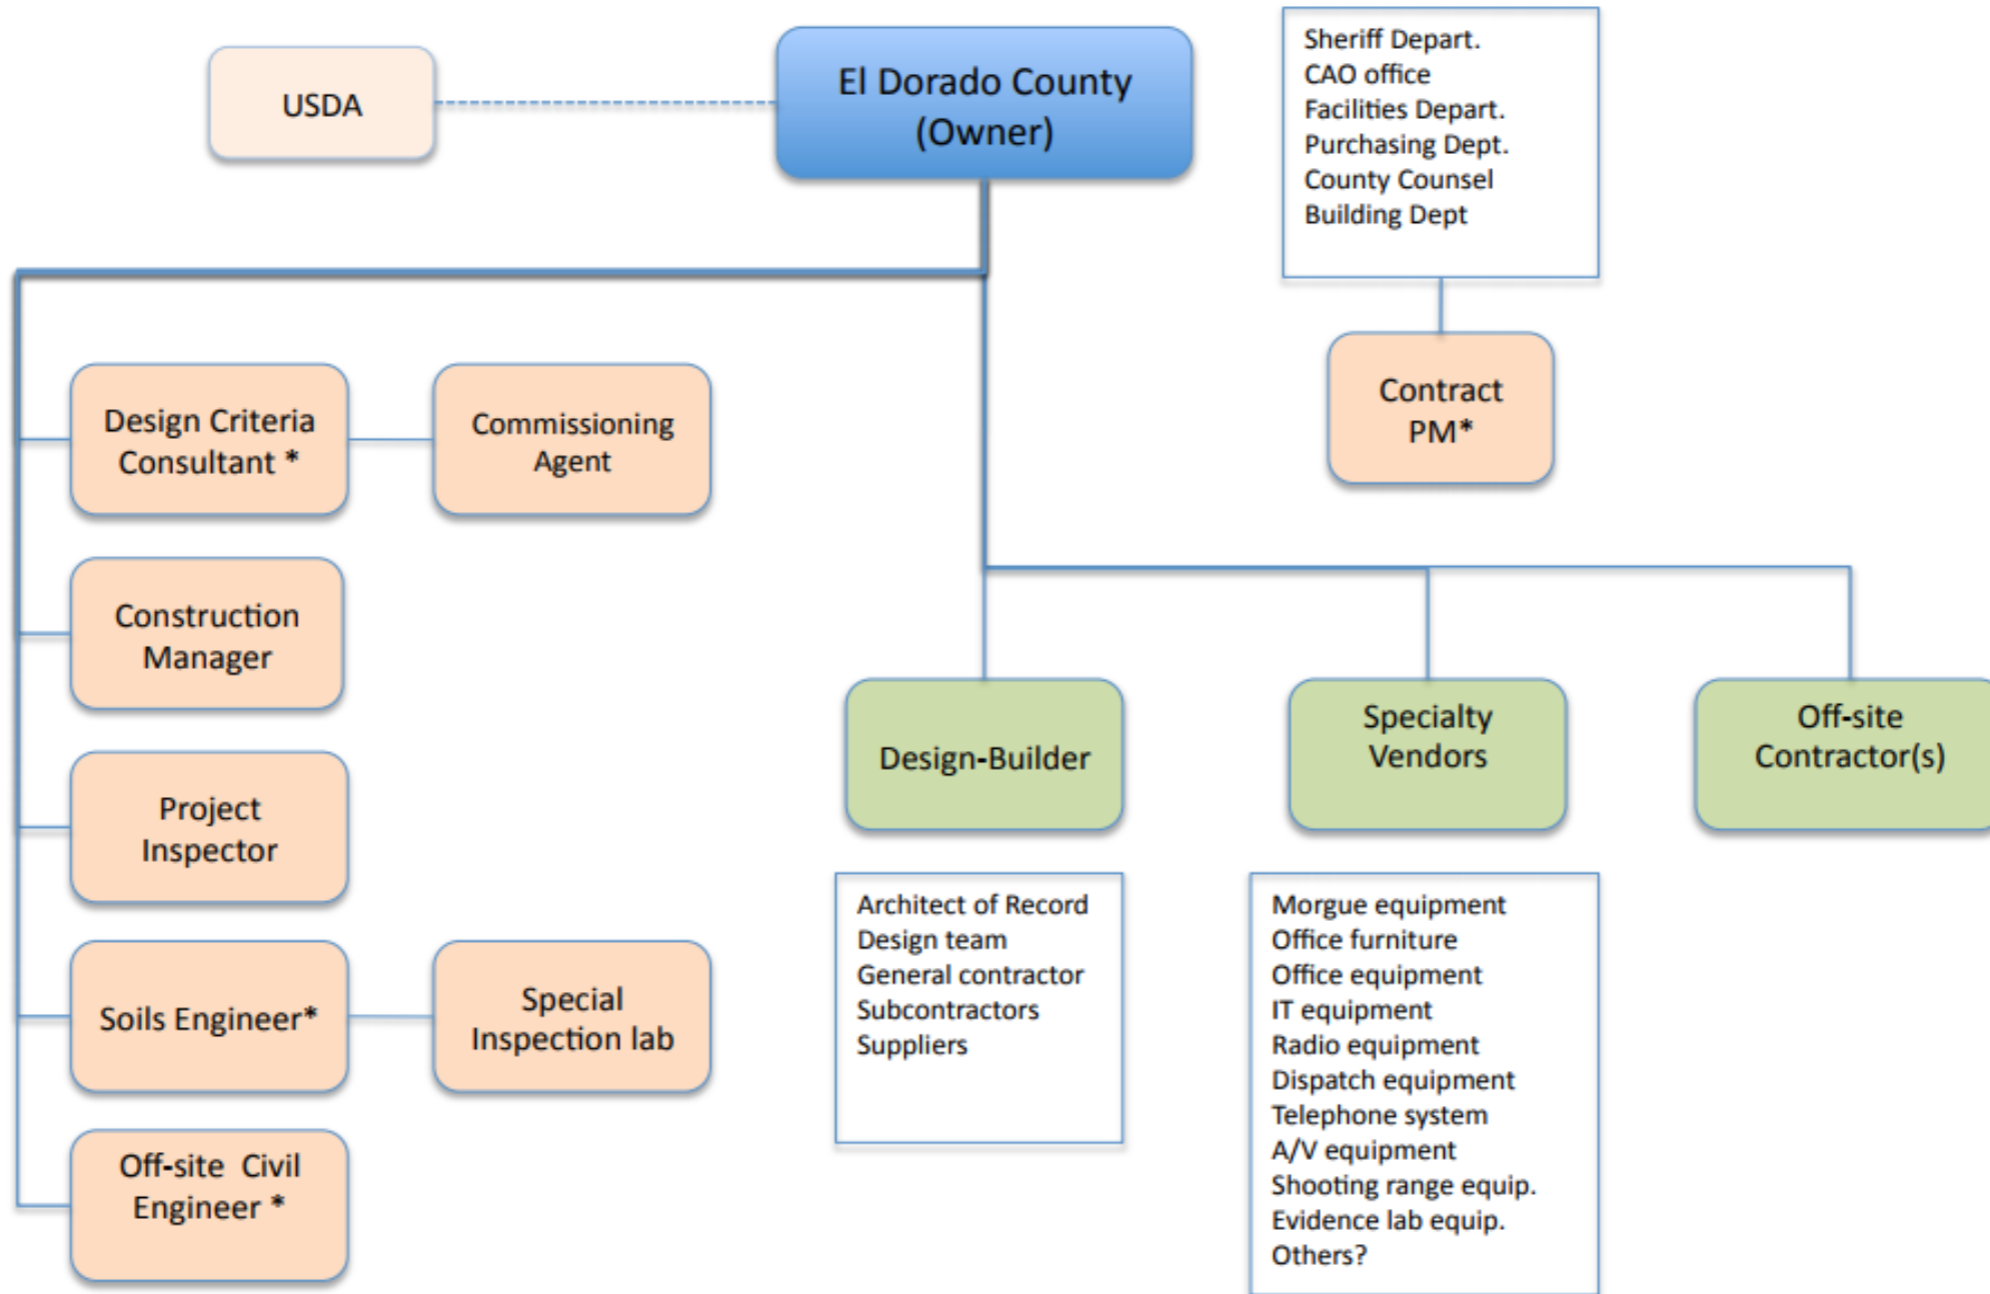 USDA
El Dorado County
(Owner)
Sheriff Depart.
CAO office
Facilities Depart.
Purchasing Dept.
County Counsel
Building Dept
Contract
PM*
Design Criteria
Consultant *
Commissioning
Agent
Construction
Manager
Project
Inspector
Soils Engineer*
Special
Inspection lab
Off-site Civil
Engineer *
Design-Builder
Specialty
Vendors
Off-site
Contractor(s)
Architect of Record
Design team
General contractor
Subcontractors
Suppliers
Morgue equipment
Office furniture
Office equipment
IT equipment
Radio equipment
Dispatch equipment
Telephone system
A/V equipment
Shooting range equip.
Evidence lab equip.
Others?